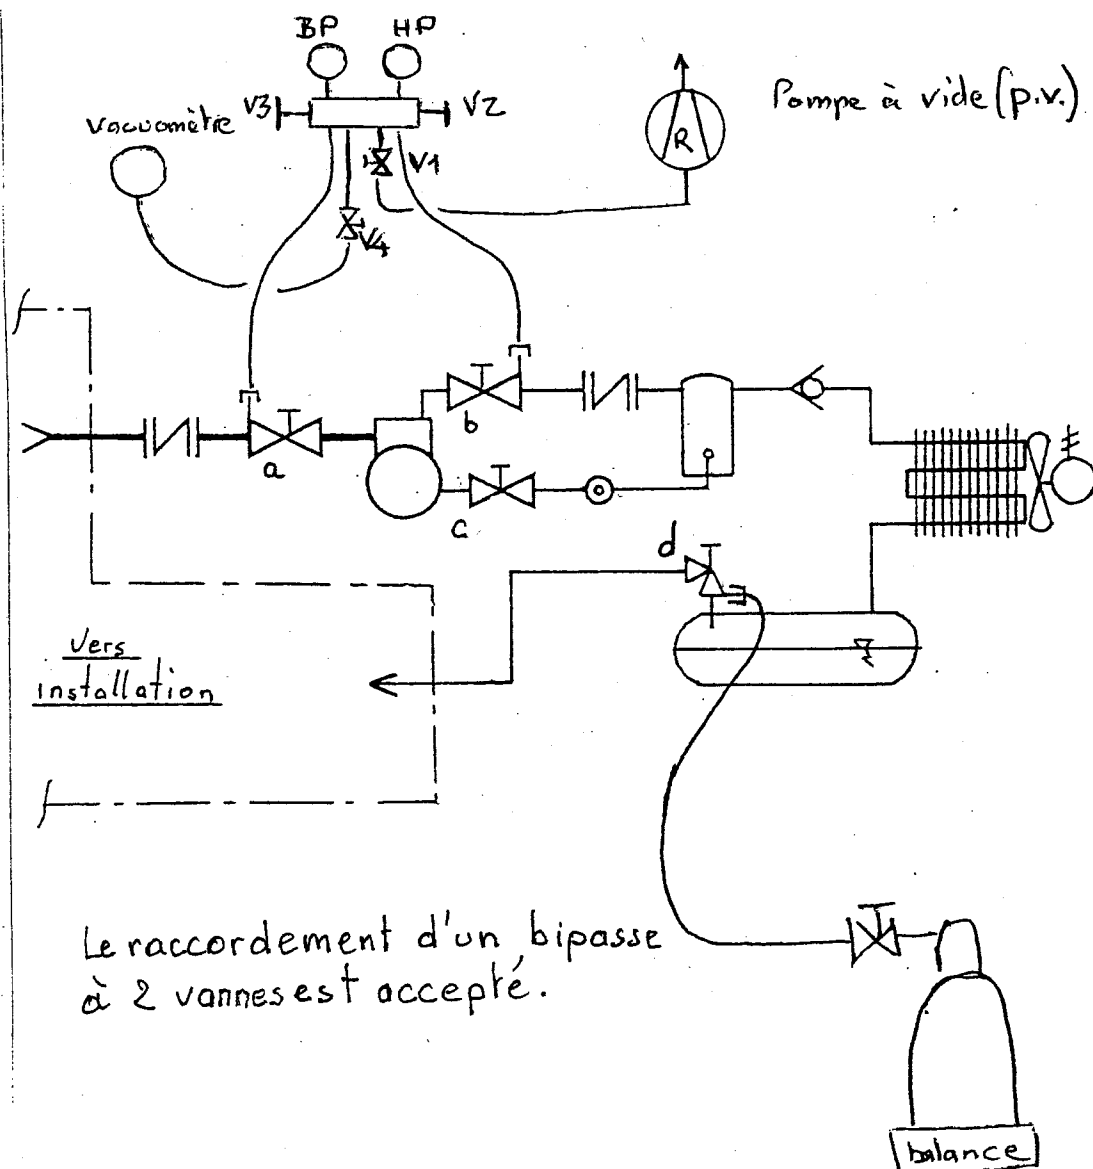 BP HP
V3 V2
Vacuomètre
V1
R
Pompe à vide (p.v.)
V4
b
a
c
d
Vers
installation
Le raccordement d'un bipasse
à 2 vannes est accepté.
balance